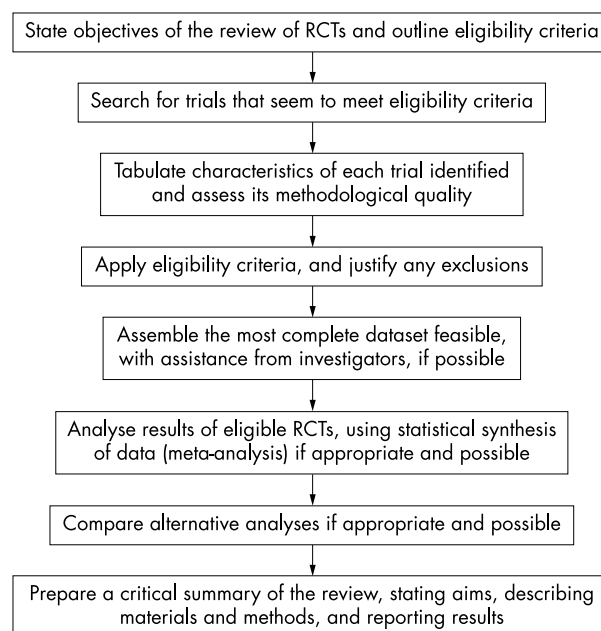 State objectives of the review of RCTs and outline eligibility criteria
Search for trials that seem to meet eligibility criteria
Tabulate characteristics of each trial identified
and assess its methodological quality
Apply eligibility criteria, and justify any exclusions
Assemble the most complete dataset feasible,
with assistance from investigators, if possible
Analyse results of eligible RCTs, using statistical synthesis
of data (meta-analysis) if appropriate and possible
Compare alternative analyses if appropriate and possible
Prepare a critical summary of the review, stating aims, describing
materials and methods, and reporting results